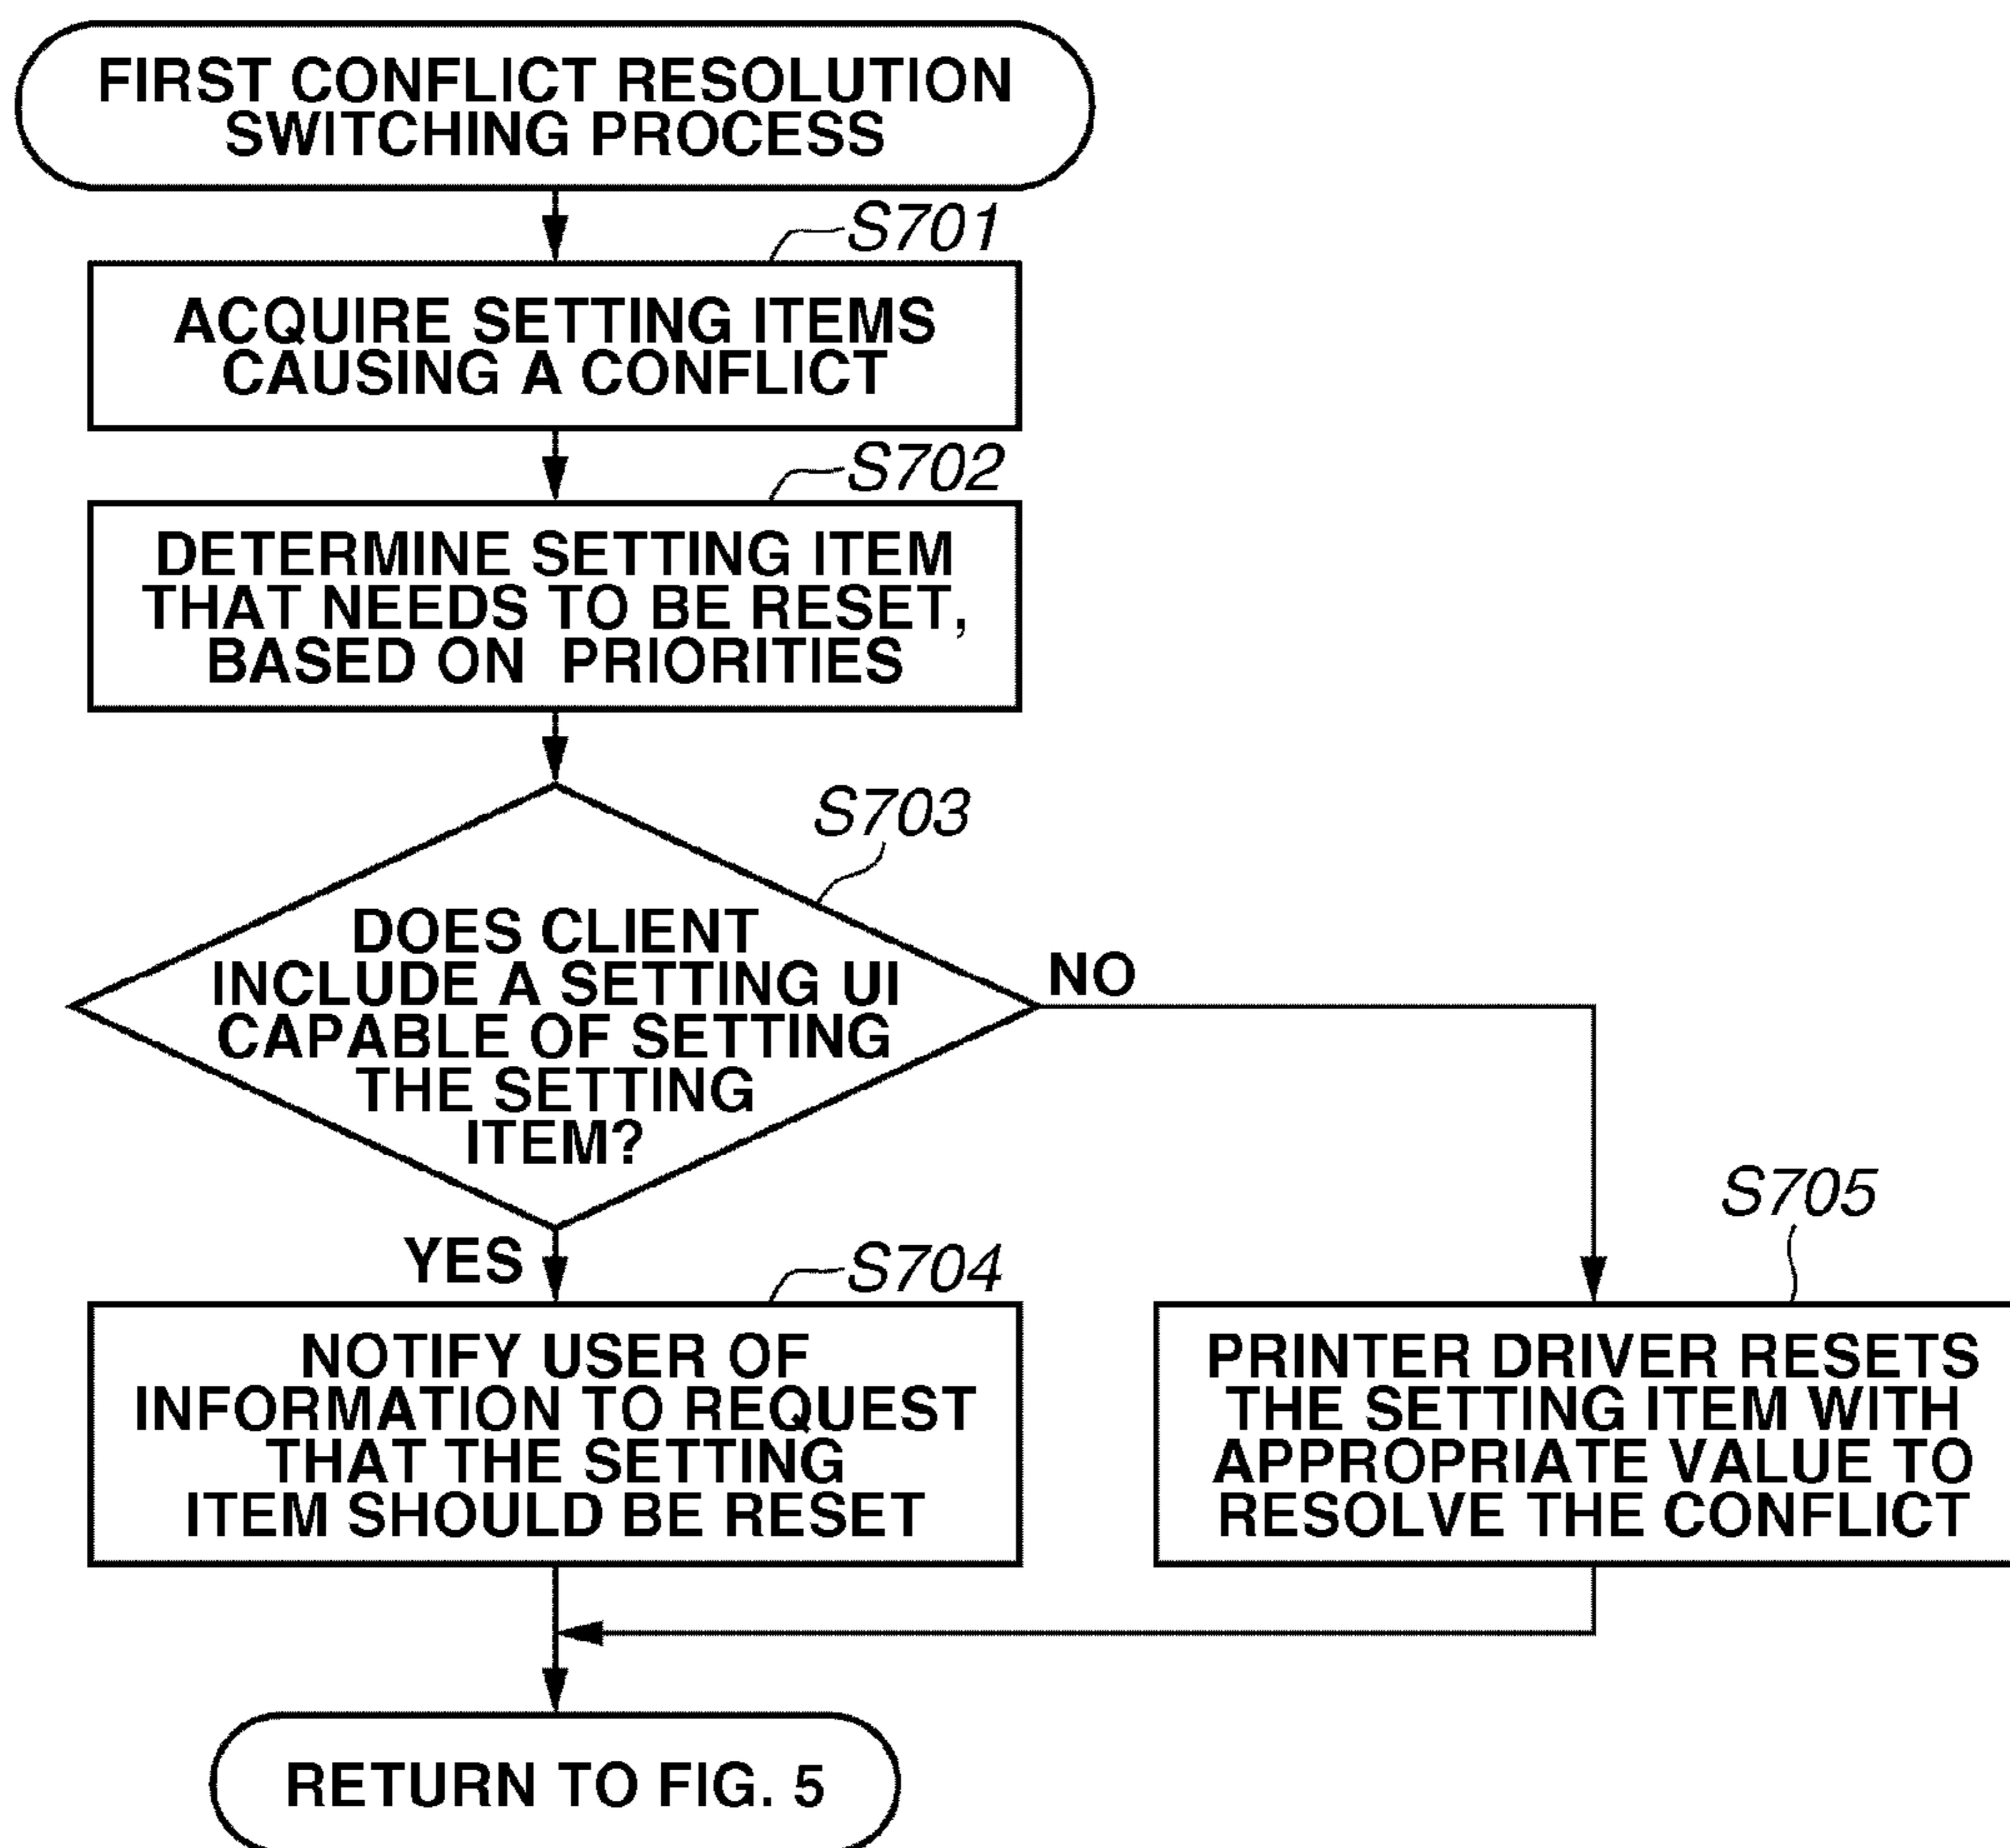 FIRST CONFLICT RESOLUTION
SWITCHING PROCESS
S701
ACQUIRE SETTING ITEMS
CAUSING A CONFLICT
S702
DETERMINE SETTING ITEM
THAT NEEDS TO BE RESET,
BASED ON PRIORITIES
S703
DOES CLIENT
INCLUDE A SETTING UI
CAPABLE OF SETTING
THE SETTING
ITEM?
NO
YES
S704
NOTIFY USER OF
INFORMATION TO REQUEST
THAT THE SETTING
ITEM SHOULD BE RESET
S705
PRINTER DRIVER RESETS
THE SETTING ITEM WITH
APPROPRIATE VALUE TO
RESOLVE THE CONFLICT
RETURN TO FIG. 5